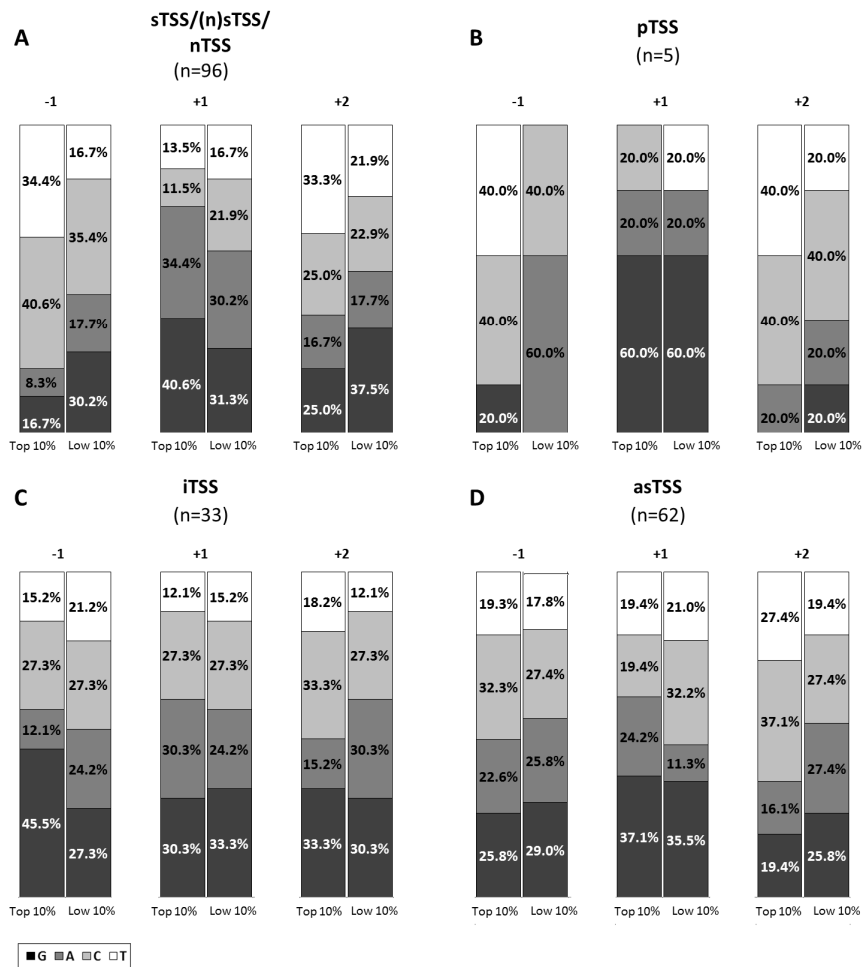 A
sTSS/(n)sTSS/
nTSS
(n=96)
-1 +1 +2
34.4% 40.6% 8.3% 16.7%
16.7% 35.4% 17.7% 30.2%
13.5% 11.5% 34.4% 40.6%
16.7% 21.9% 30.2% 31.3%
33.3% 25.0% 16.7% 25.0%
21.9% 22.9% 17.7% 37.5%
Top 10% Low 10% Top 10% Low 10% Top 10% Low 10%
B
pTSS
(n=5)
-1 +1 +2
40.0% 40.0% 20.0%
40.0% 60.0%
20.0% 20.0% 60.0%
20.0% 20.0% 60.0%
40.0% 40.0% 20.0%
20.0% 40.0% 20.0% 20.0%
Top 10% Low 10% Top 10% Low 10% Top 10% Low 10%
C
iTSS
(n=33)
-1 +1 +2
15.2% 27.3% 12.1% 45.5%
21.2% 27.3% 24.2% 27.3%
12.1% 27.3% 30.3% 30.3%
15.2% 27.3% 24.2% 33.3%
18.2% 33.3% 15.2% 33.3%
12.1% 27.3% 30.3% 30.3%
Top 10% Low 10% Top 10% Low 10% Top 10% Low 10%
D
asTSS
(n=62)
-1 +1 +2
19.3% 32.3% 22.6% 25.8%
17.8% 27.4% 25.8% 29.0%
19.4% 19.4% 24.2% 37.1%
21.0% 32.2% 11.3% 35.5%
27.4% 37.1% 16.1% 19.4%
19.4% 27.4% 27.4% 25.8%
Top 10% Low 10% Top 10% Low 10% Top 10% Low 10%
G A C T